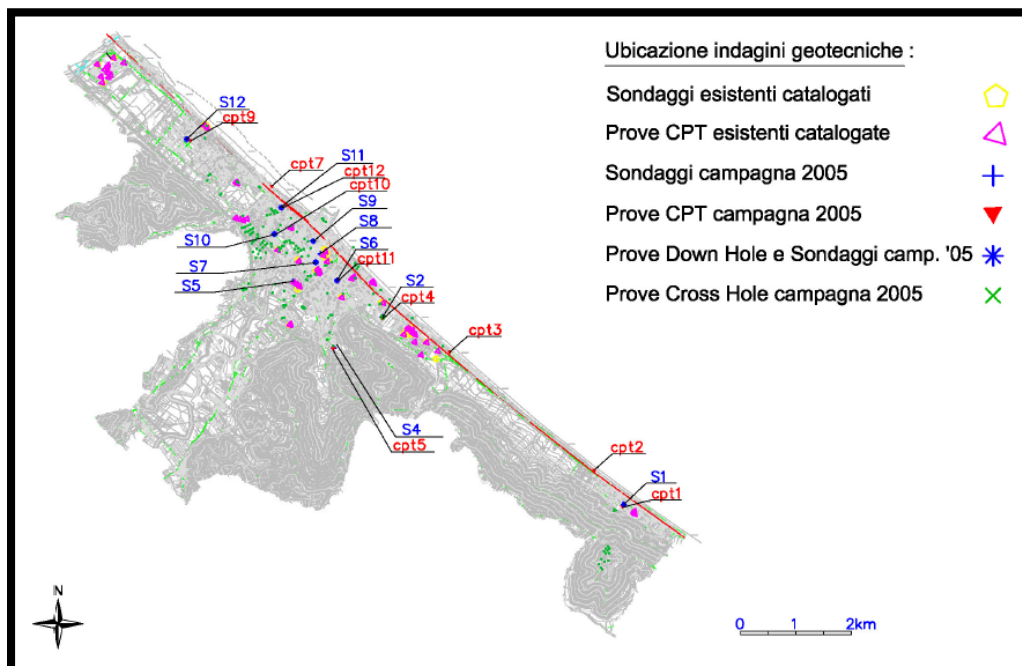 Ubicazione indagini geotecniche :
Sondaggi esistenti catalogati
Prove CPT esistenti catalogate
Sondaggi campagna 2005
Prove CPT campagna 2005
Prove Down Hole e Sondaggi camp. '05
Prove Cross Hole campagna 2005
S12
cpt9
cpt7
S11
cpt12
cpt10
S9
S8
S10
S6
S7
cpt11
S5
S2
cpt4
cpt3
S4
cpt5
cpt2
S1
cpt1
N
0 1 2km